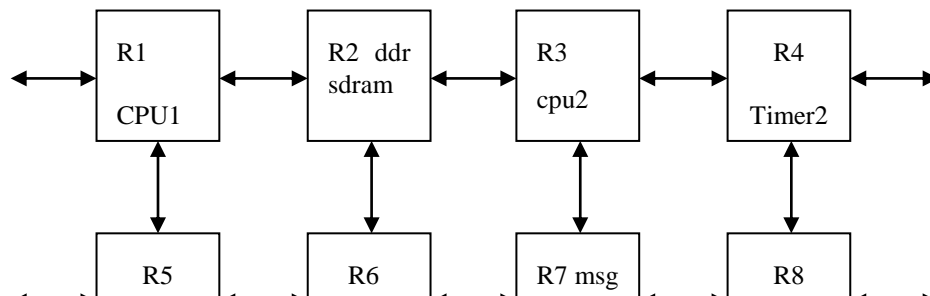 R1
CPU1
R2 ddr
sdram
R3
cpu2
R4
Timer2
R5
R6
R7 msg
R8